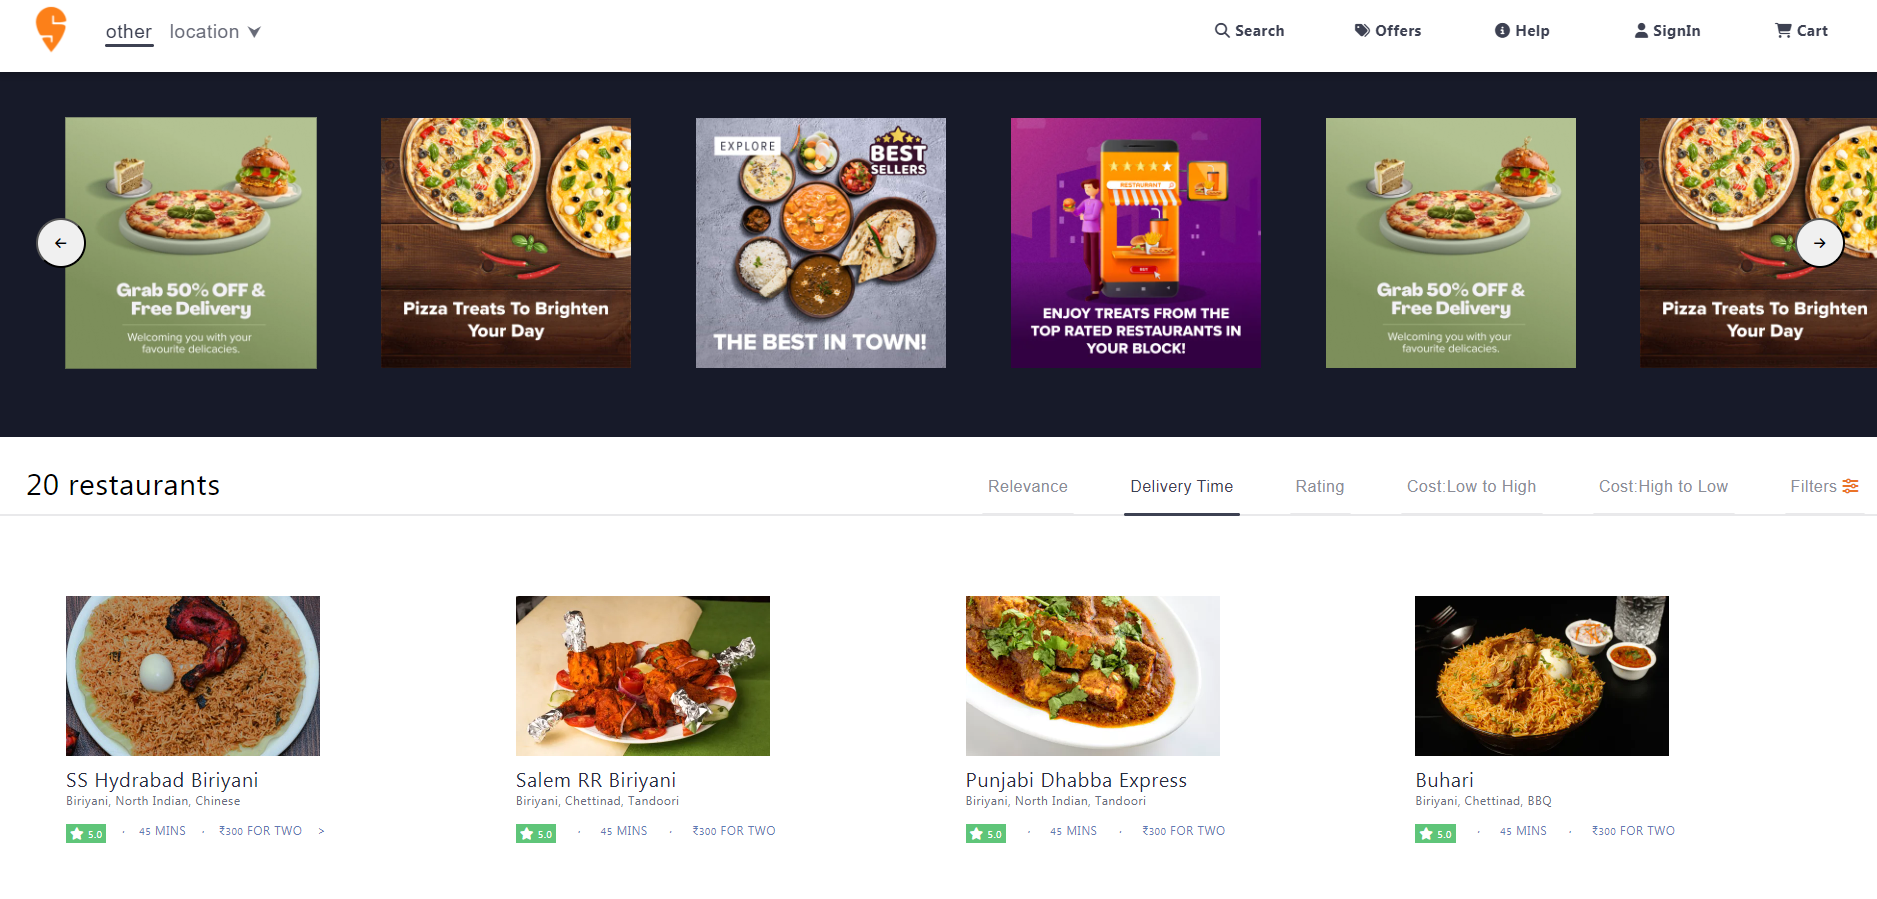 other location
Search Offers Help SignIn Cart
Grab 50% OFF &
Free Delivery
Welcoming you with your
favourite delicacies.
Pizza Treats To Brighten
Your Day
EXPLORE
BEST
SELLERS
THE BEST IN TOWN!
RESTAURANT
ENJOY TREATS FROM THE
TOP RATED RESTAURANTS IN
YOUR BLOCK!
Grab 50% OFF &
Free Delivery
Welcoming you with your
favourite delicacies.
Pizza Treats To Brighten
Your Day
20 restaurants
Relevance Delivery Time Rating Cost:Low to High Cost:High to Low Filters
SS Hydrabad Biriyani
Biriyani, North Indian, Chinese
5.0 · 45 MINS · ₹300 FOR TWO >
Salem RR Biriyani
Biriyani, Chettinad, Tandoori
5.0 · 45 MINS · ₹300 FOR TWO
Punjabi Dhabba Express
Biriyani, North Indian, Tandoori
5.0 · 45 MINS · ₹300 FOR TWO
Buhari
Biriyani, Chettinad, BBQ
5.0 · 45 MINS · ₹300 FOR TWO